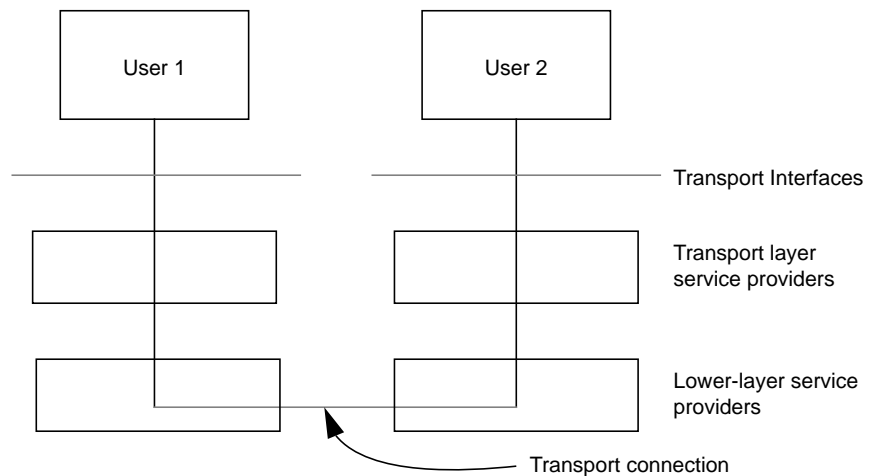 User 1
User 2
Transport Interfaces
Transport layer
service providers
Lower-layer service
providers
Transport connection